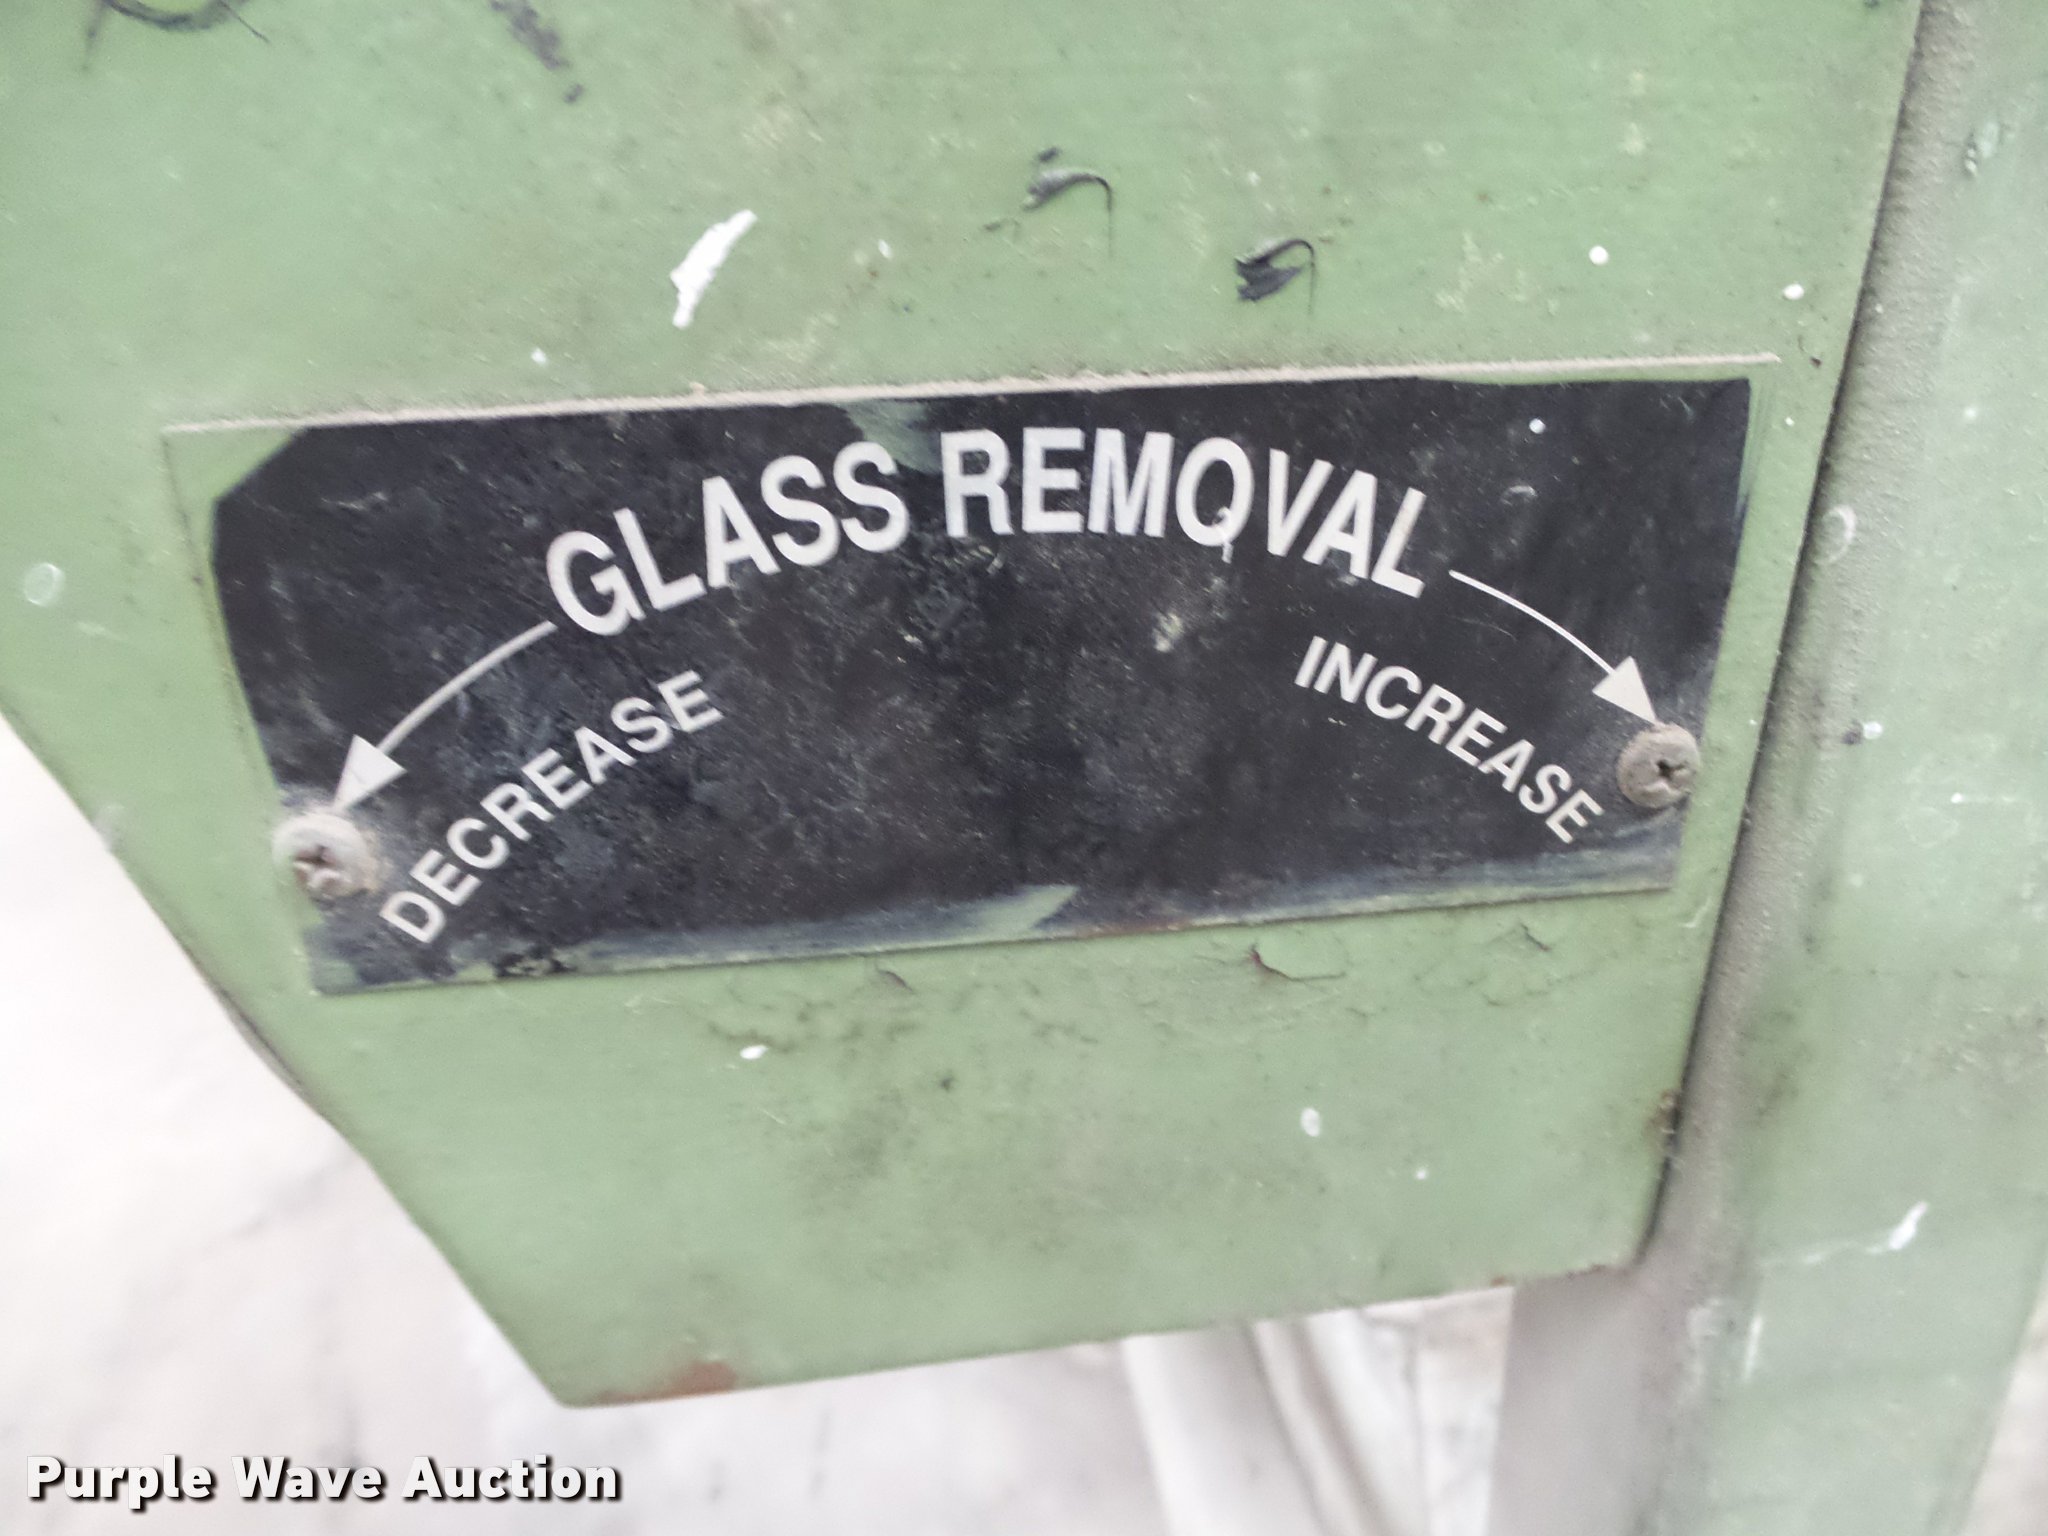 GLASS REMOVAL
DECREASE
INCREASE
Purple Wave Auction